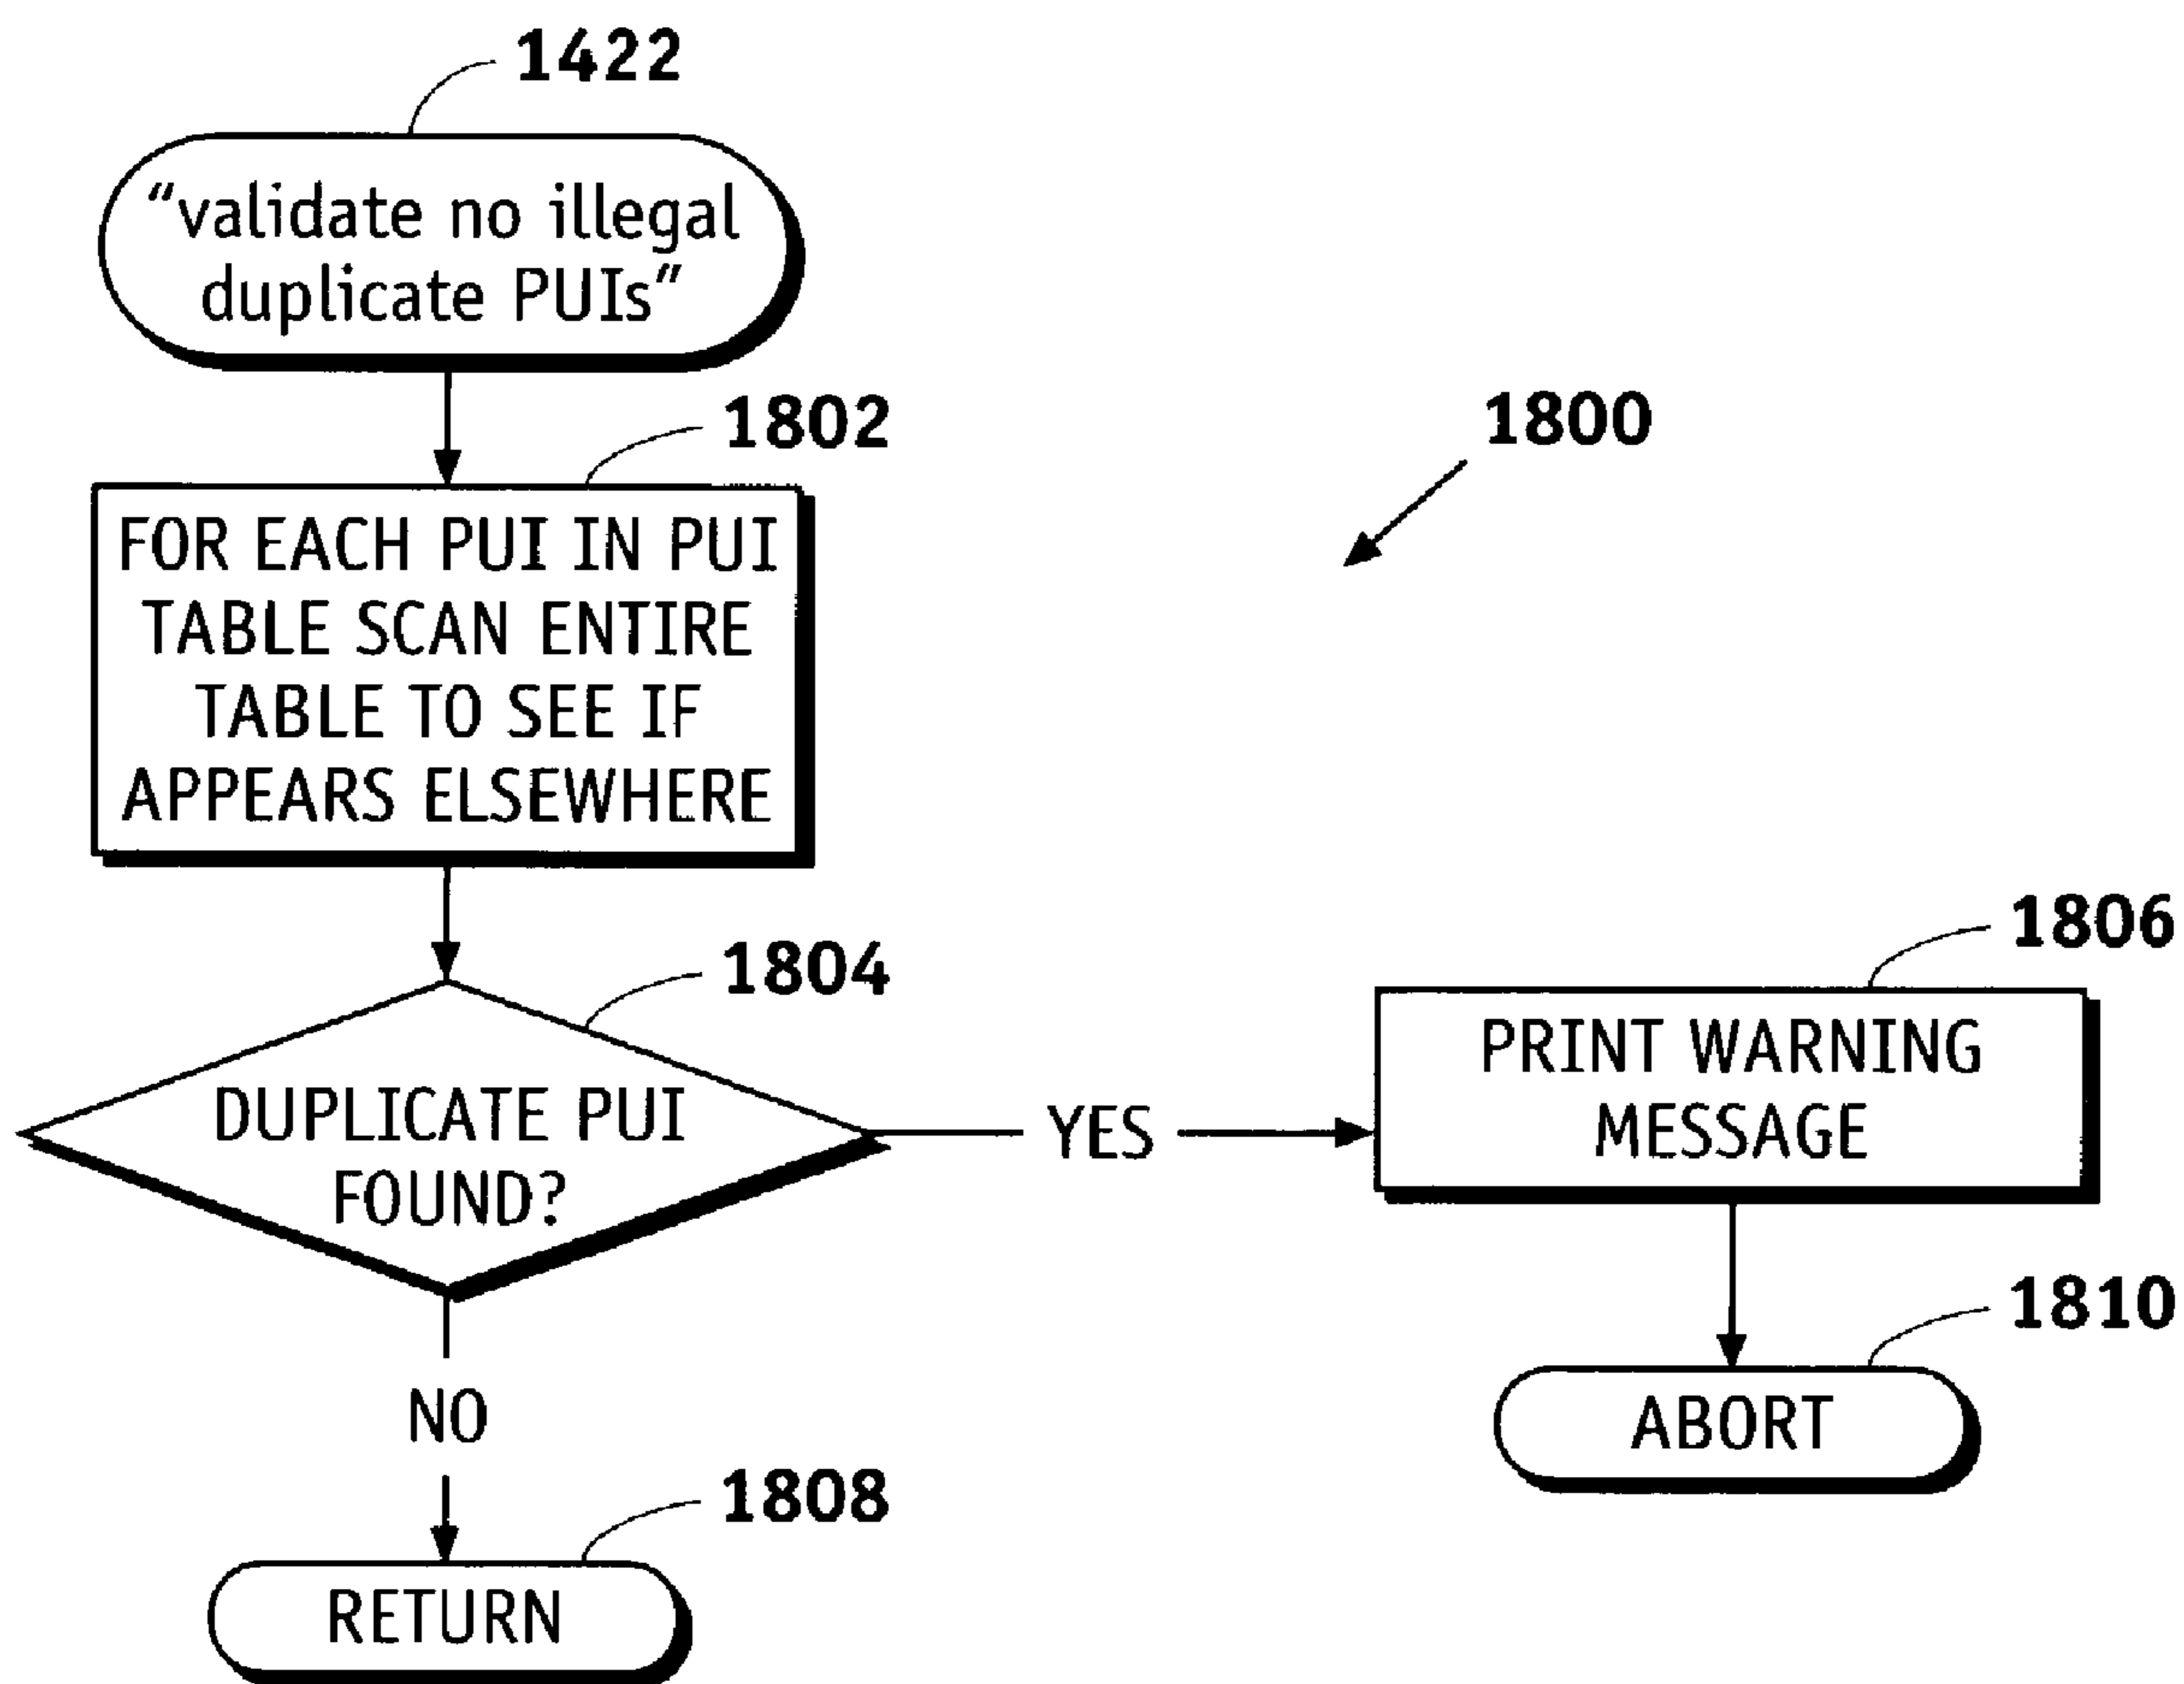 1422
“validate no illegal
duplicate PUIs”
1802
1800
FOR EACH PUI IN PUI
TABLE SCAN ENTIRE
TABLE TO SEE IF
APPEARS ELSEWHERE
1804
1806
DUPLICATE PUI
FOUND?
YES
PRINT WARNING
MESSAGE
1810
ABORT
NO
1808
RETURN